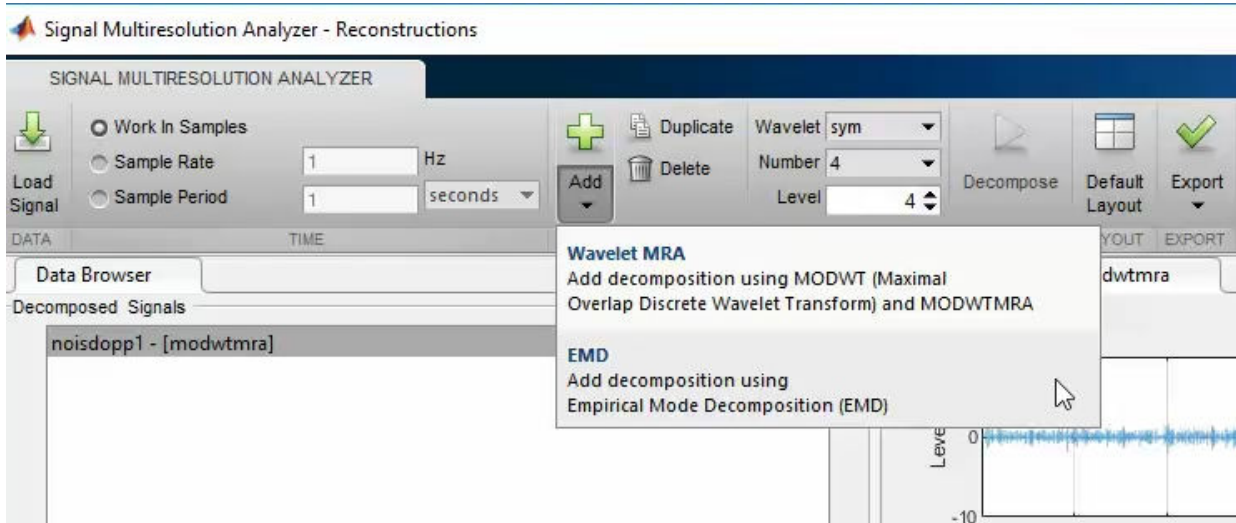 Signal Multiresolution Analyzer - Reconstructions
SIGNAL MULTIRESOLUTION ANALYZER
Load
Signal
Work In Samples
Sample Rate 1 Hz
Sample Period 1 seconds
Add
Duplicate
Delete
Wavelet sym
Number 4
Level 4
Decompose
Default
Layout
Export
DATA
TIME
YOUT
EXPORT
Wavelet MRA
Add decomposition using MODWT (Maximal
Overlap Discrete Wavelet Transform) and MODWTMRA
EMD
Add decomposition using
Empirical Mode Decomposition (EMD)
Data Browser
Decomposed Signals
noisdopp1 - [modwtmra]
dwtmra
Leve
0
-10